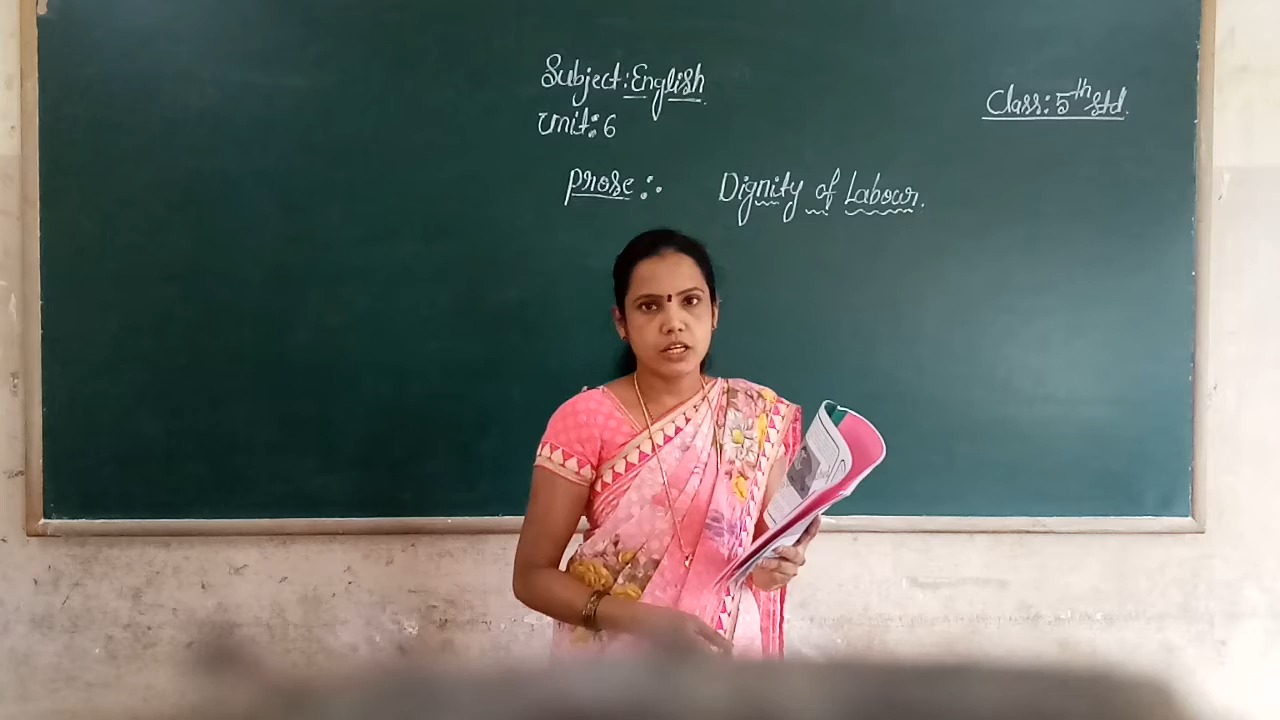 Subject: English
Class: 5th Std.
Unit: 6
Prose :. Dignity of Labour.